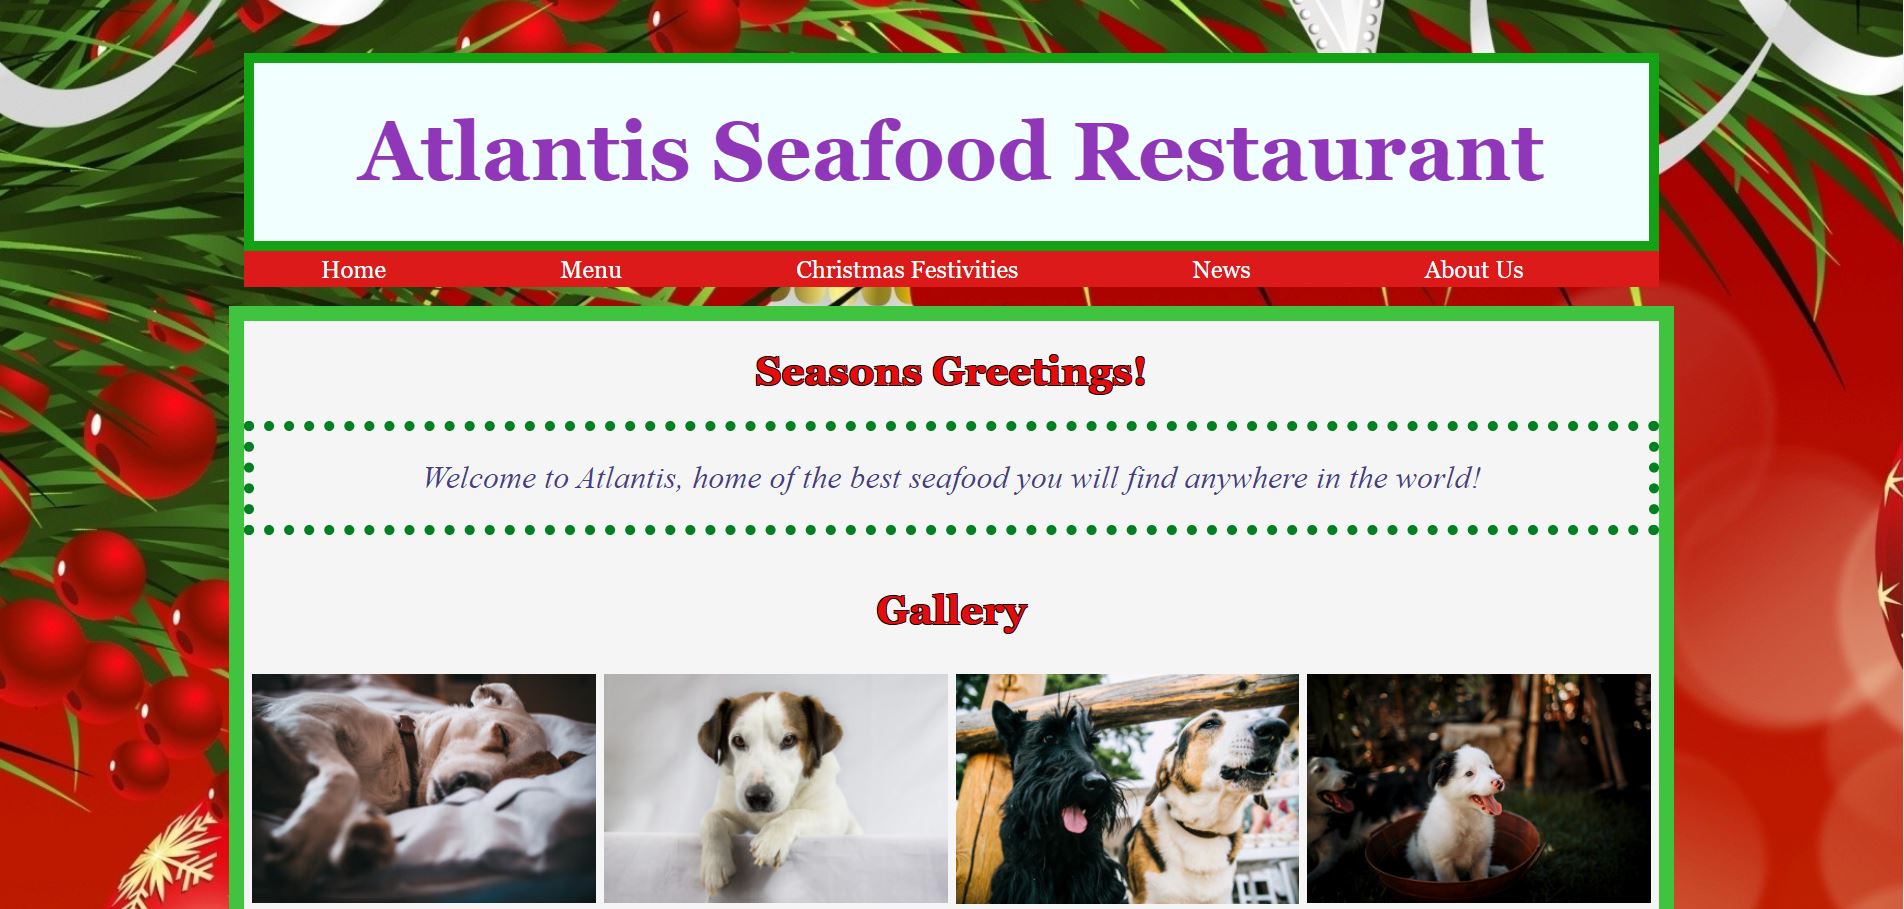 Atlantis Seafood Restaurant
Home Menu Christmas Festivities News About Us
Seasons Greetings!
Welcome to Atlantis, home of the best seafood you will find anywhere in the world!
Gallery